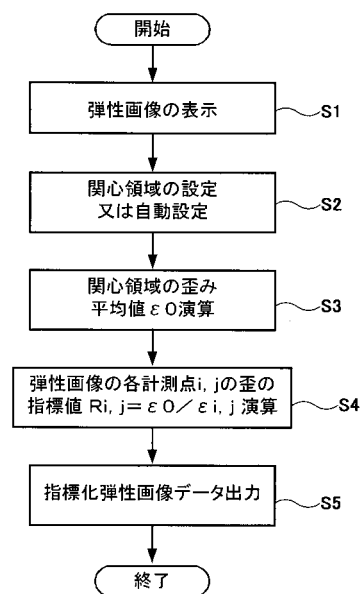 開始
弾性画像の表示
S1
関心領域の設定
又は自動設定
S2
関心領域の歪み
平均値ε0演算
S3
弾性画像の各計測点i, jの歪の
指標値 Ri, j=ε0/εi, j 演算
S4
指標化弾性画像データ出力
S5
終了